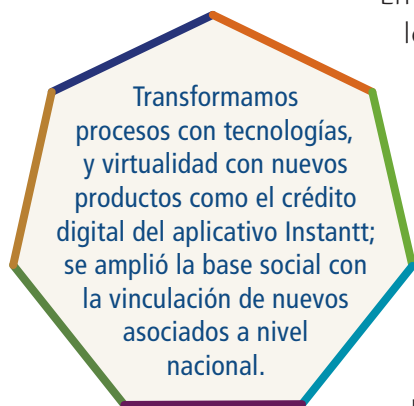 Transformamos
procesos con tecnologías,
y virtualidad con nuevos
productos como el crédito
digital del aplicativo Instantt;
se amplió la base social con
la vinculación de nuevos
asociados a nivel
nacional.